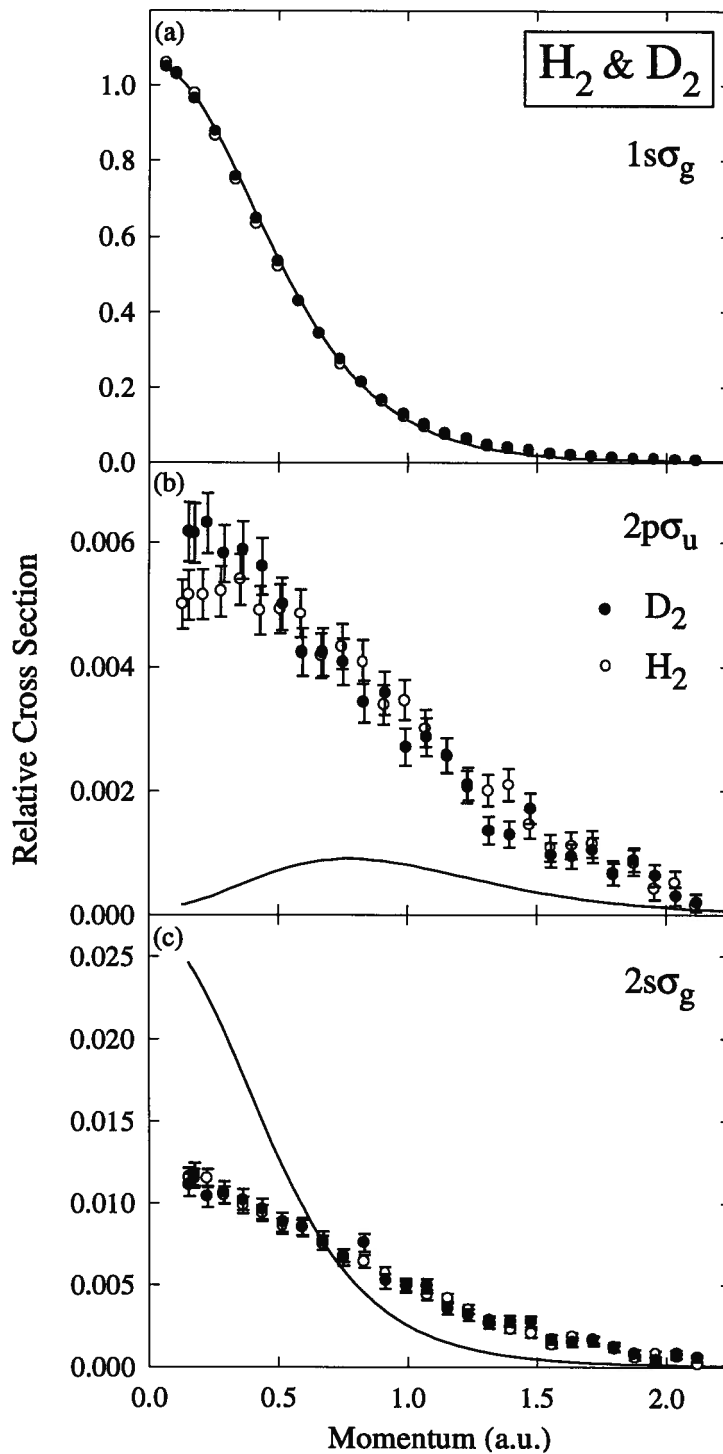 (a)
H₂ & D₂
1sσg
1.0
0.8
0.6
0.4
0.2
0.0
(b)
2pσu
0.006
0.004
0.002
0.000
D₂
H₂
Relative Cross Section
(c)
2sσg
0.025
0.020
0.015
0.010
0.005
0.000
0.0 0.5 1.0 1.5 2.0
Momentum (a.u.)